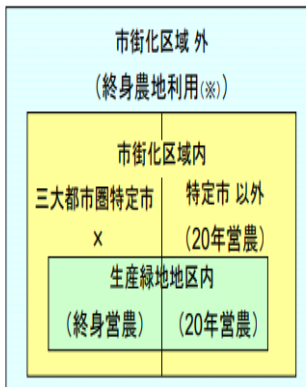 市街化区域 外
(終身農地利用(※))
市街化区域内
三大都市圏特定市
×
特定市 以外
(20年営農)
生産緑地地区内
(終身営農)
(20年営農)